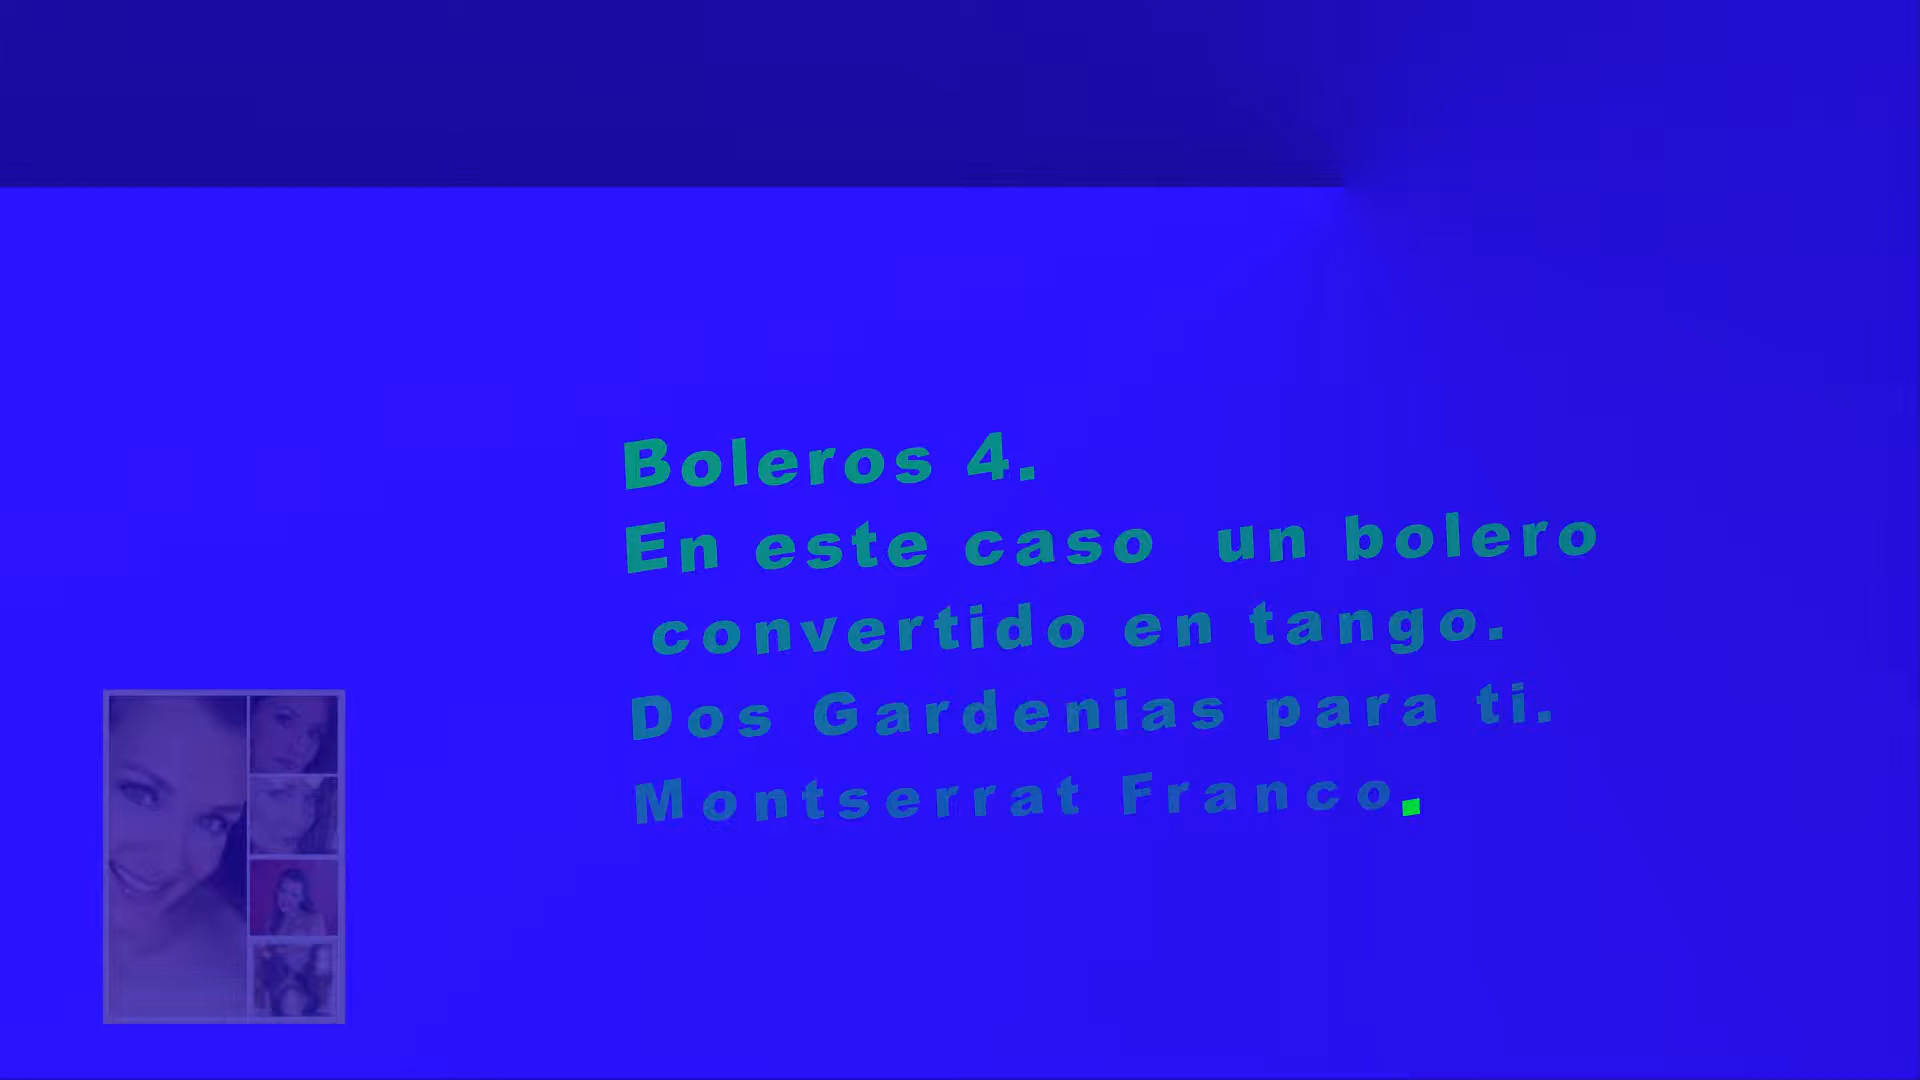 Boleros 4.
En este caso  un bolero
convertido en tango.
Dos Gardenias para ti.
Montserrat Franco.